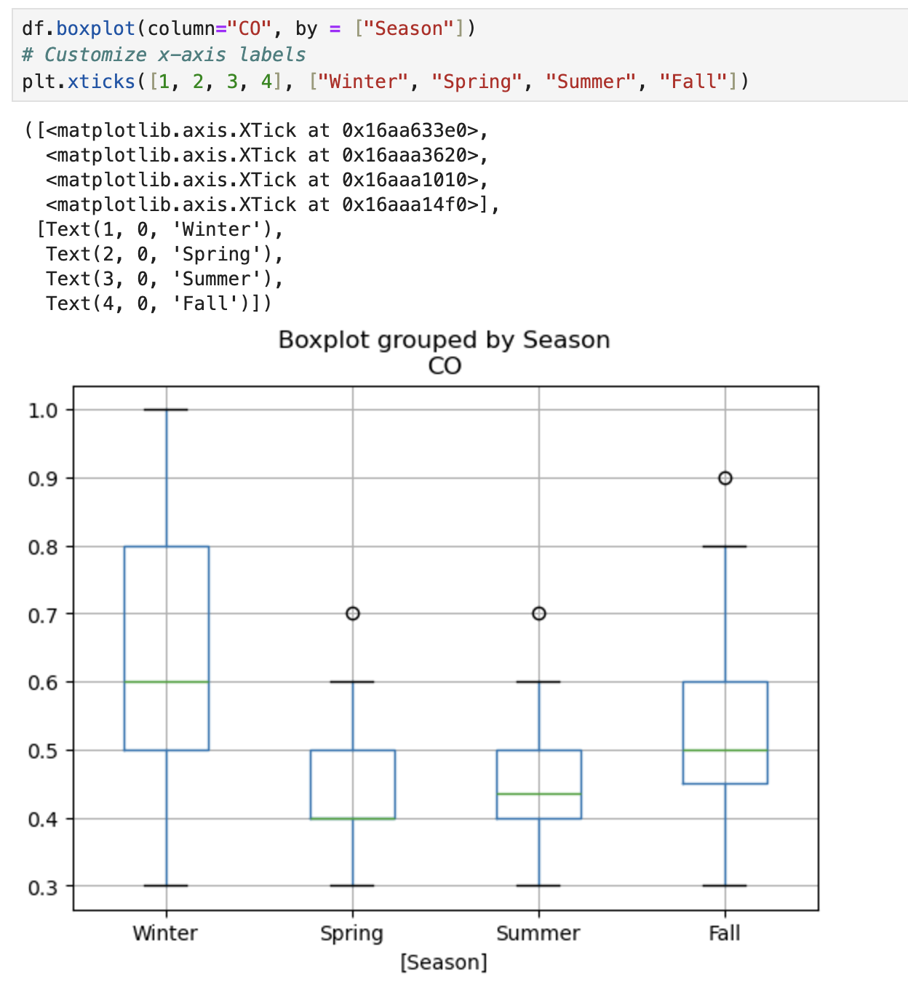 df.boxplot(column="CO", by = ["Season"])
# Customize x-axis labels
plt.xticks([1, 2, 3, 4], ["Winter", "Spring", "Summer", "Fall"])
([<matplotlib.axis.XTick at 0x16aa633e0>,
<matplotlib.axis.XTick at 0x16aaa3620>,
<matplotlib.axis.XTick at 0x16aaa1010>,
<matplotlib.axis.XTick at 0x16aaa14f0>],
[Text(1, 0, 'Winter'),
Text(2, 0, 'Spring'),
Text(3, 0, 'Summer'),
Text(4, 0, 'Fall')])
Boxplot grouped by Season
CO
1.0
0.9
0.8
0.7
0.6
0.5
0.4
0.3
Winter Spring Summer Fall
[Season]